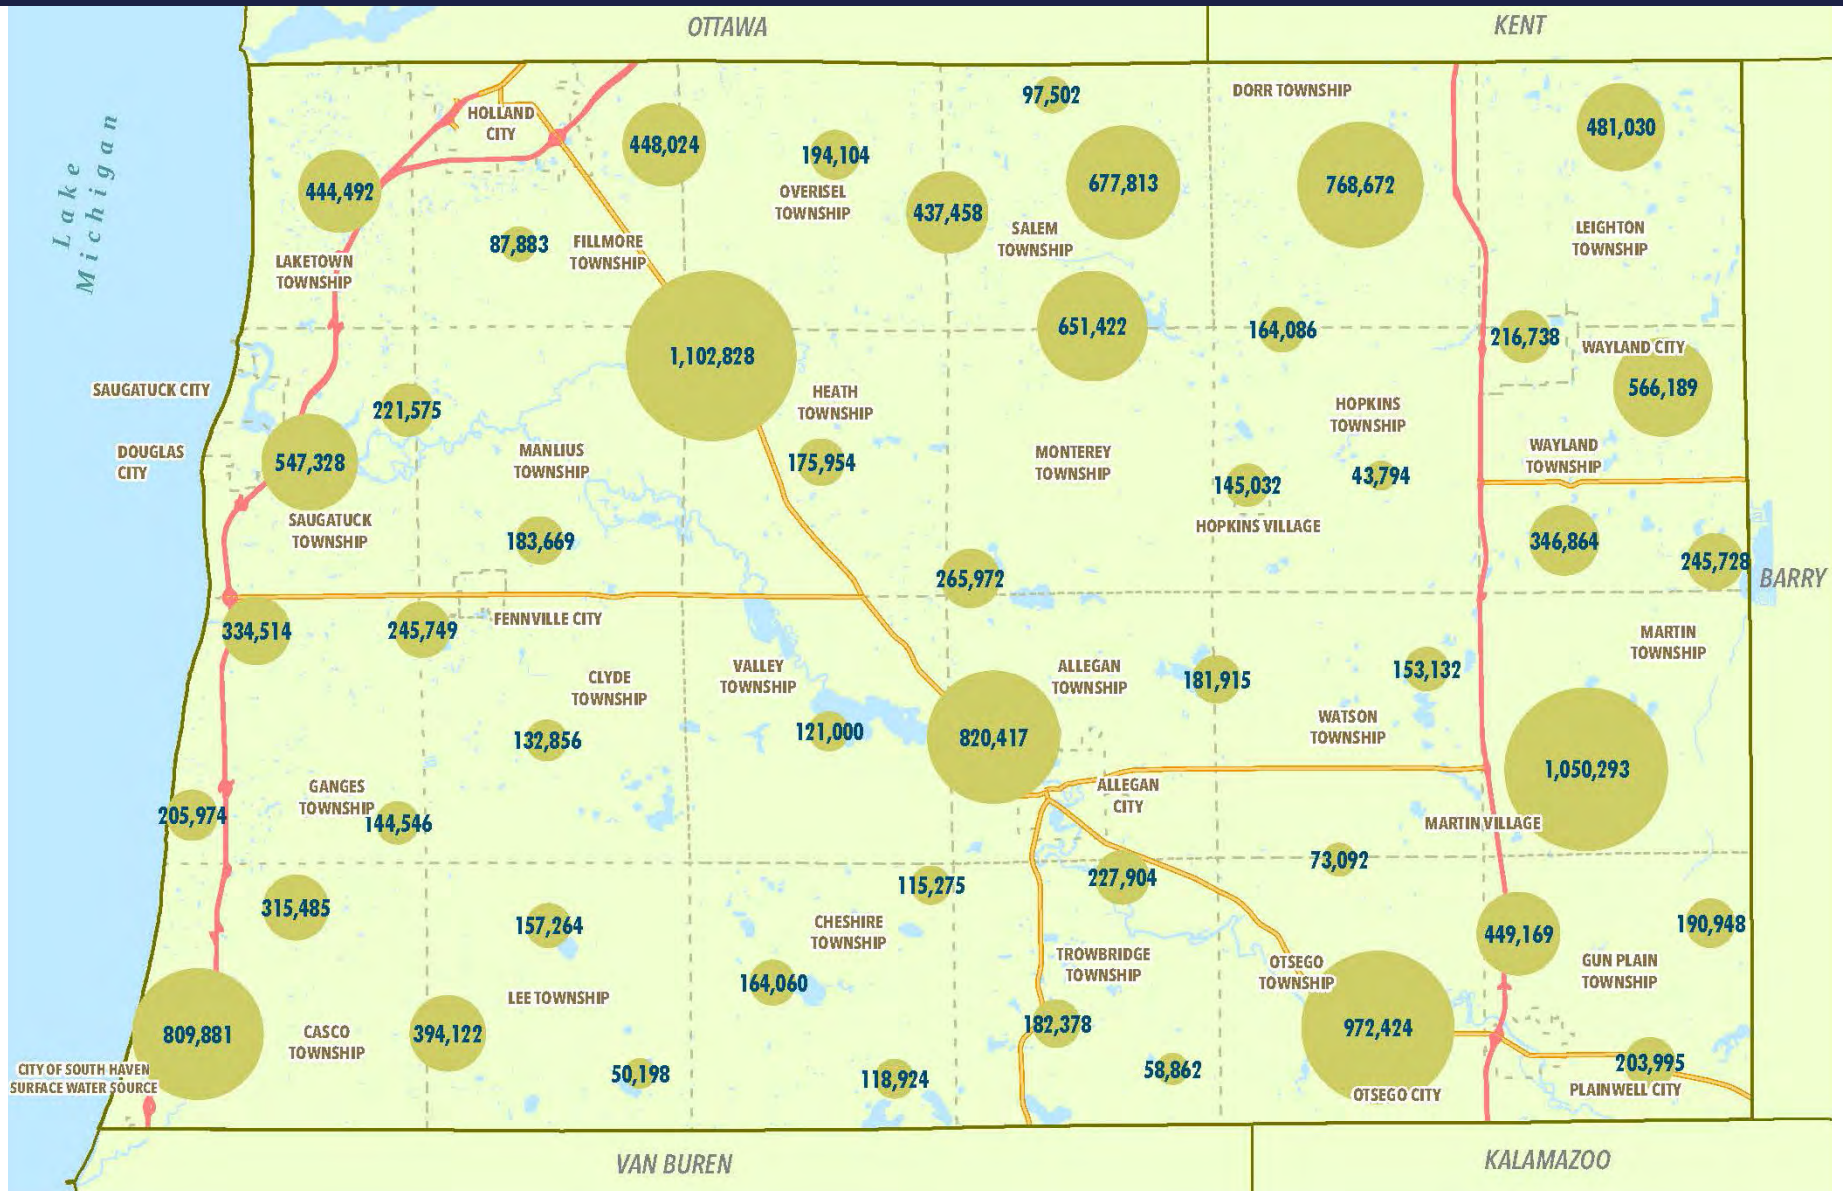 OTTAWA
KENT
Lake
Michigan
HOLLAND
CITY
97,502
DORR TOWNSHIP
481,030
448,024
194,104
677,813
768,672
444,492
OVERISEL
TOWNSHIP
437,458
SALEM
TOWNSHIP
LEIGHTON
TOWNSHIP
87,883
FILLMORE
TOWNSHIP
LAKETOWN
TOWNSHIP
651,422
164,086
216,738
WAYLAND CITY
1,102,828
566,189
SAUGATUCK CITY
221,575
HEATH
TOWNSHIP
HOPKINS
TOWNSHIP
DOUGLAS
CITY
547,328
MANLIUS
TOWNSHIP
175,954
MONTEREY
TOWNSHIP
WAYLAND
TOWNSHIP
145,032
43,794
SAUGATUCK
TOWNSHIP
HOPKINS VILLAGE
183,669
346,864
245,728
265,972
BARRY
334,514
245,749
FENNVILLE CITY
MARTIN
TOWNSHIP
CLYDE
TOWNSHIP
VALLEY
TOWNSHIP
ALLEGAN
TOWNSHIP
181,915
153,132
132,856
121,000
820,417
WATSON
TOWNSHIP
1,050,293
GANGES
TOWNSHIP
ALLEGAN
CITY
205,974
144,546
MARTIN VILLAGE
73,092
115,275
227,904
315,485
157,264
CHESHIRE
TOWNSHIP
449,169
190,948
TROWBRIDGE
TOWNSHIP
OTSEGO
TOWNSHIP
GUN PLAIN
TOWNSHIP
164,060
LEE TOWNSHIP
809,881
CASCO
TOWNSHIP
394,122
182,378
972,424
CITY OF SOUTH HAVEN
SURFACE WATER SOURCE
50,198
118,924
58,862
203,995
OTSEGO CITY
PLAINWELL CITY
VAN BUREN
KALAMAZOO